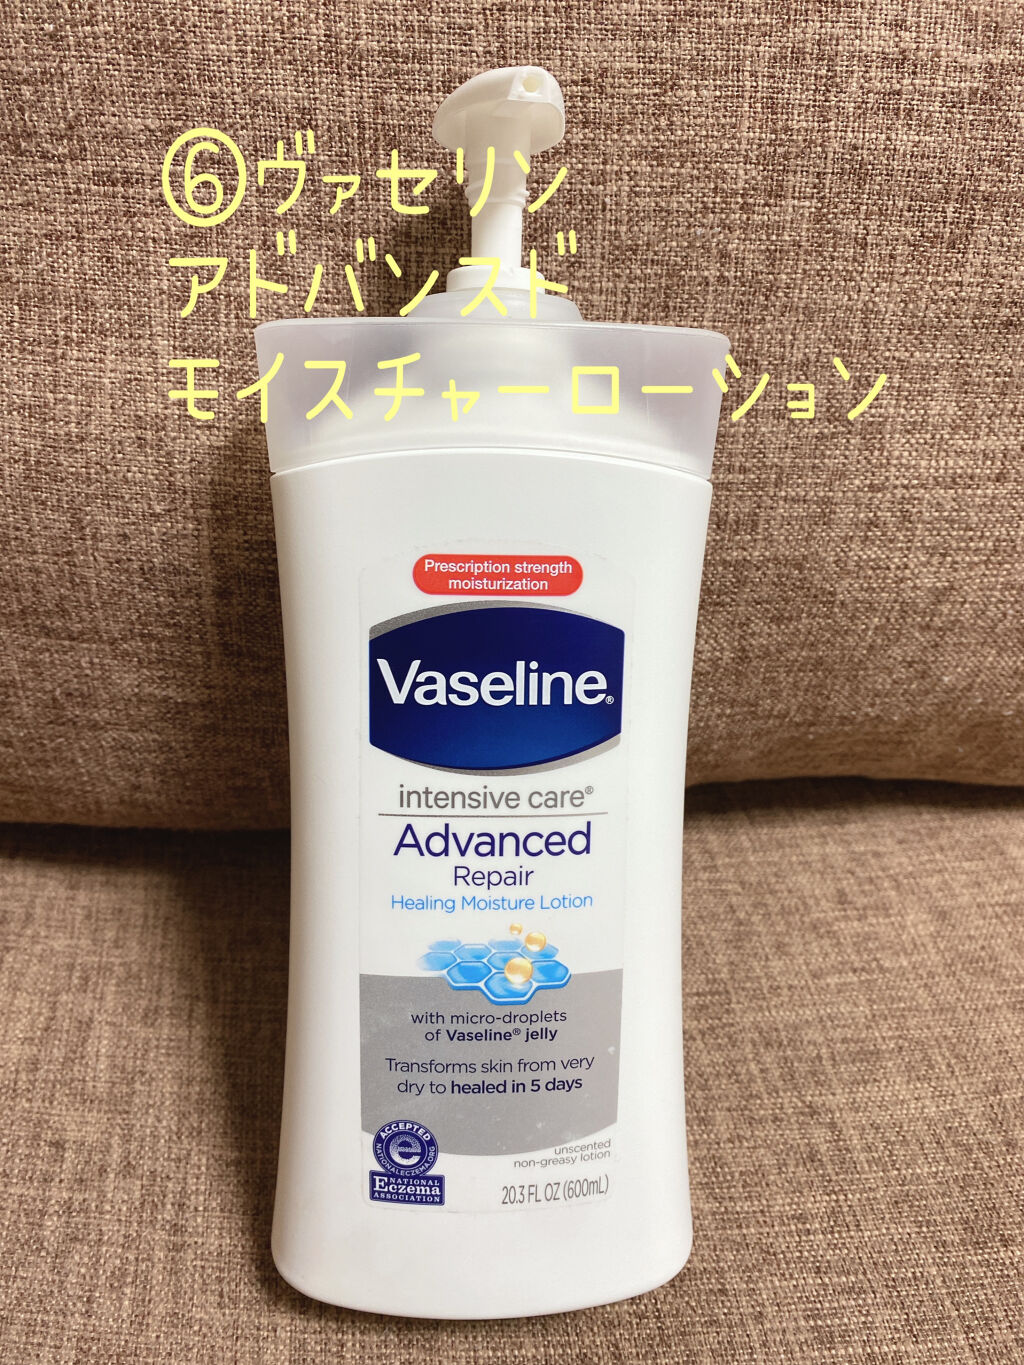 ⑥ヴァセリン
アドバンスド
モイスチャーローション
Prescription strength
moisturization
Vaseline®
intensive care®
Advanced
Repair
Healing Moisture Lotion
with micro-droplets
of Vaseline® jelly
Transforms skin from very
dry to healed in 5 days
ACCEPTED
NATIONALECZEMA.ORG
NATIONAL
Eczema
ASSOCIATION
unscented
non-greasy lotion
20.3 FL OZ (600mL)